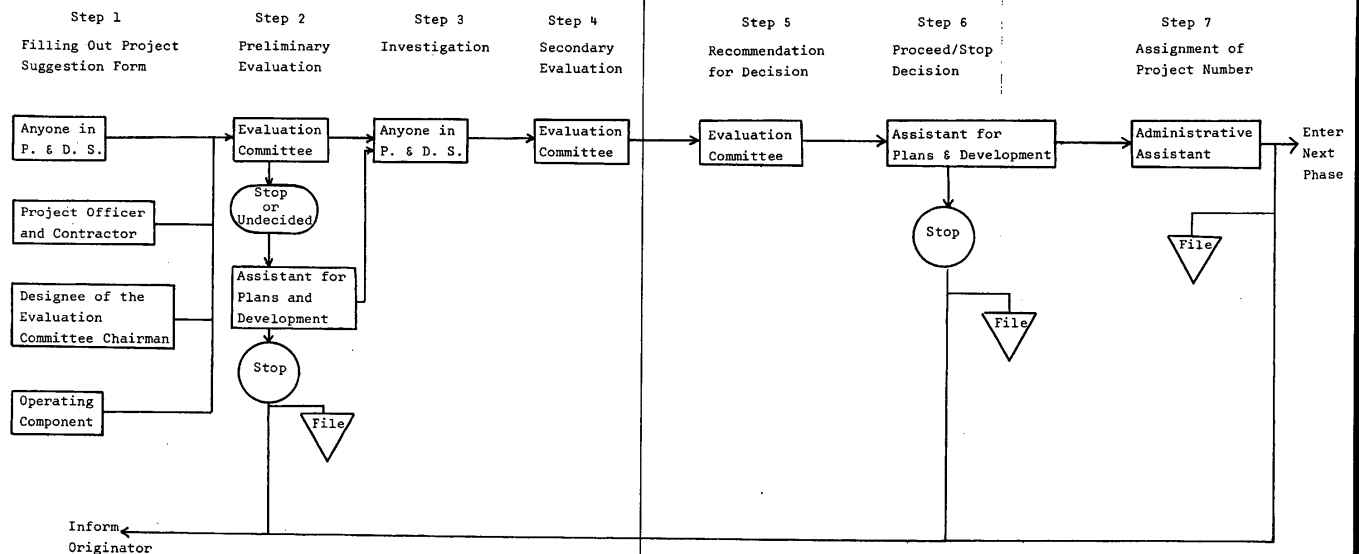 Step 1
Filling Out Project
Suggestion Form
Step 2
Preliminary
Evaluation
Step 3
Investigation
Step 4
Secondary
Evaluation
Step 5
Recommendation
for Decision
Step 6
Proceed/Stop
Decision
Step 7
Assignment of
Project Number
Anyone in
P. & D. S.
Project Officer
and Contractor
Designee of the
Evaluation
Committee Chairman
Operating
Component
Evaluation
Committee
Stop
or
Undecided
Assistant for
Plans and
Development
Stop
File
Anyone in
P. & D. S.
Evaluation
Committee
Evaluation
Committee
Assistant for
Plans & Development
Stop
File
Administrative
Assistant
File
Enter
Next
Phase
Inform
Originator